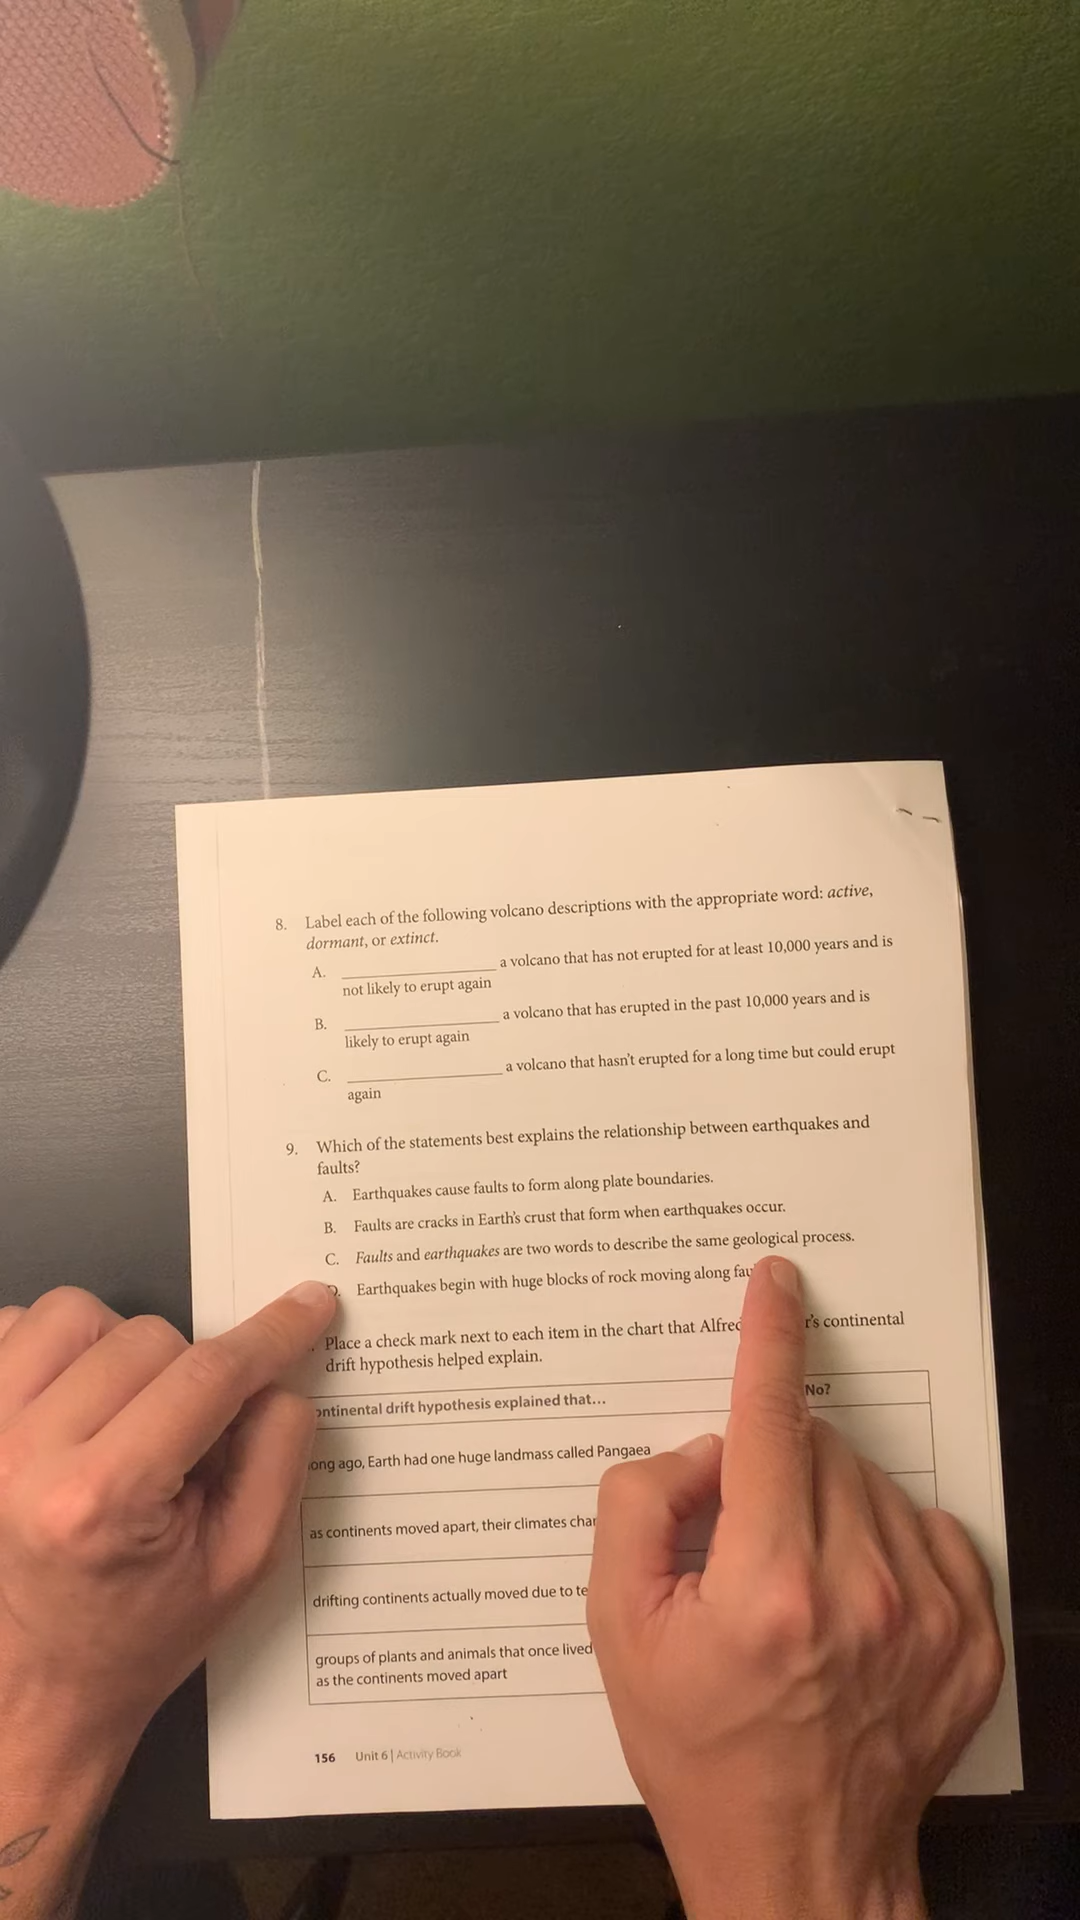 8. Label each of the following volcano descriptions with the appropriate word: active,
dormant, or extinct.
A. ____________ a volcano that has not erupted for at least 10,000 years and is
not likely to erupt again
B. ____________ a volcano that has erupted in the past 10,000 years and is
likely to erupt again
C. ____________ a volcano that hasn't erupted for a long time but could erupt
again
9. Which of the statements best explains the relationship between earthquakes and
faults?
A. Earthquakes cause faults to form along plate boundaries.
B. Faults are cracks in Earth's crust that form when earthquakes occur.
C. Faults and earthquakes are two words to describe the same geological process.
Earthquakes begin with huge blocks of rock moving along
Place a check mark next to each item in the chart that continental
drift hypothesis helped explain.
drift hypothesis explained that... No?
ago, Earth had one huge landmass called Pangaea
as continents moved apart, their climates
drifting continents actually moved due to
groups of plants and animals that once lived
as the continents moved apart
156 Unit 6 | Activity Book